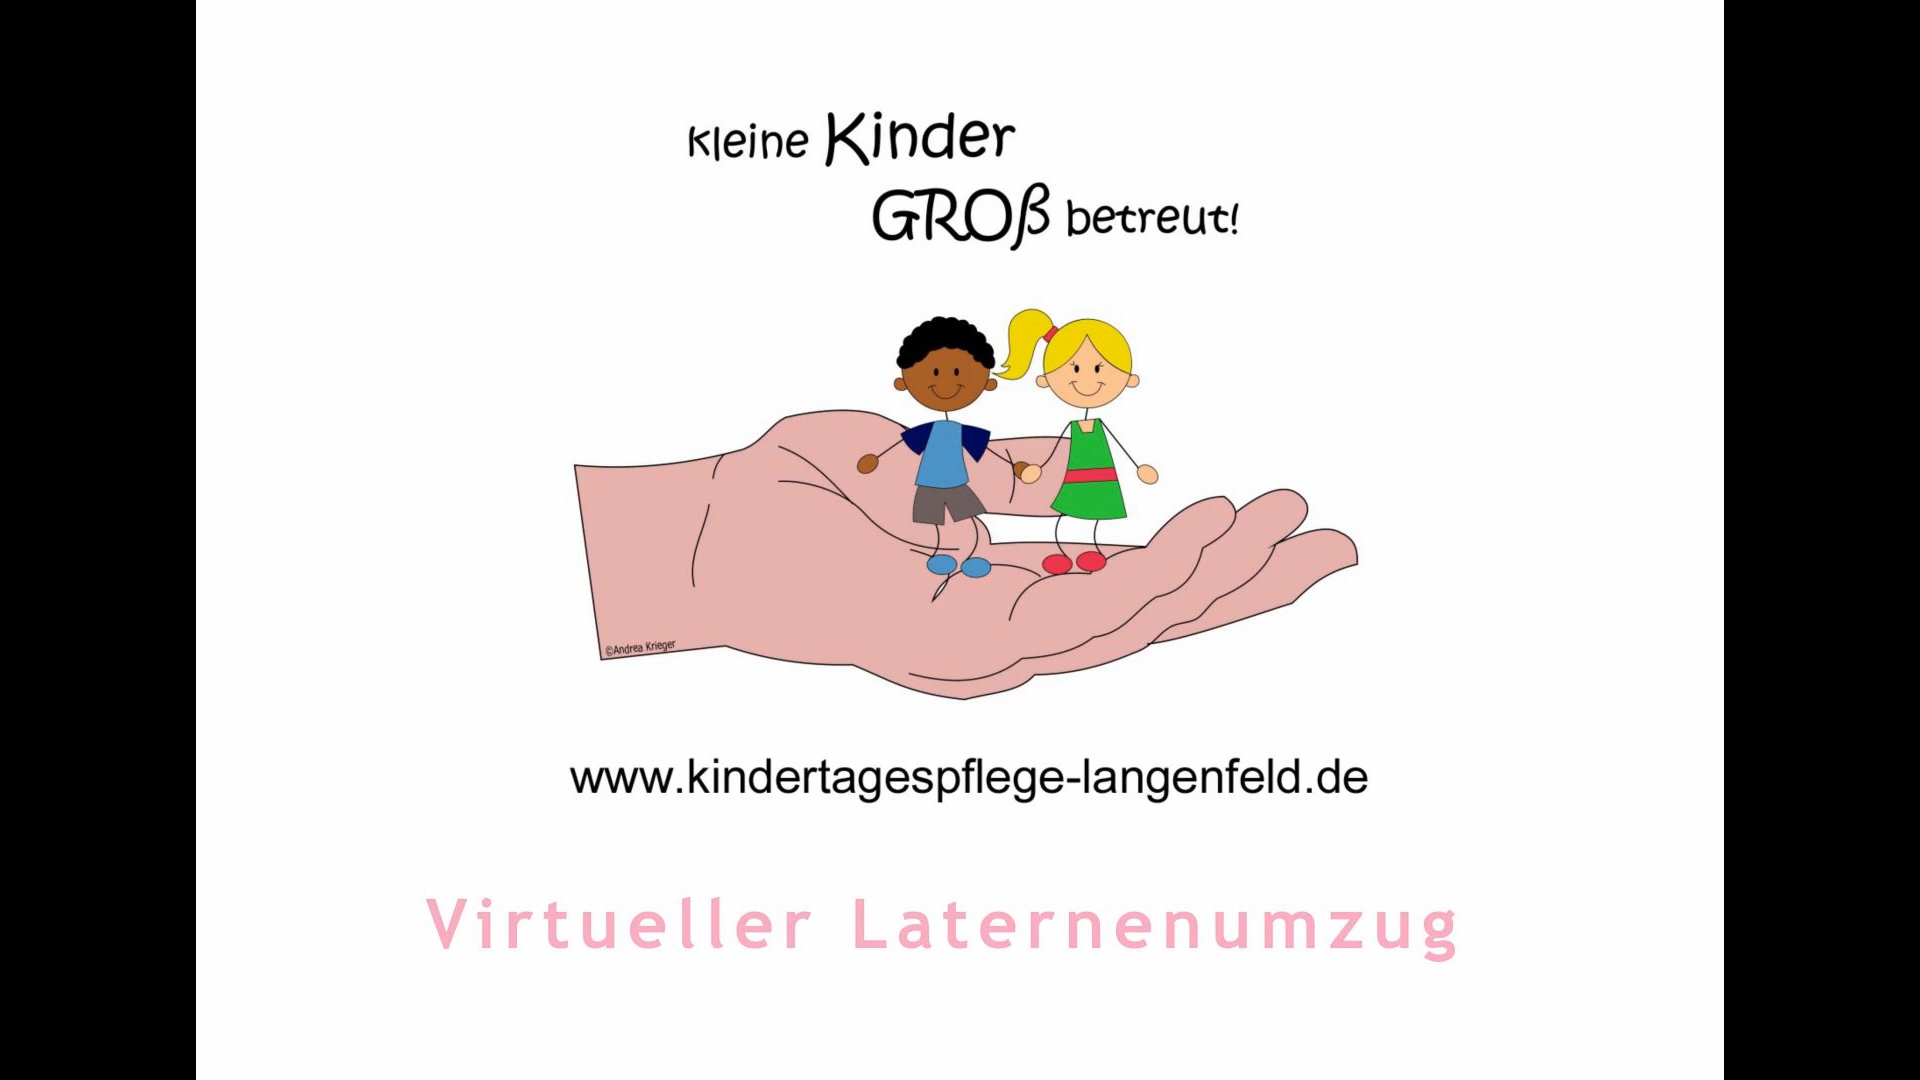 kleine Kinder
GROß betreut!
©Andrea Krieger
www.kindertagespflege-langenfeld.de
Virtueller Laternenumzug